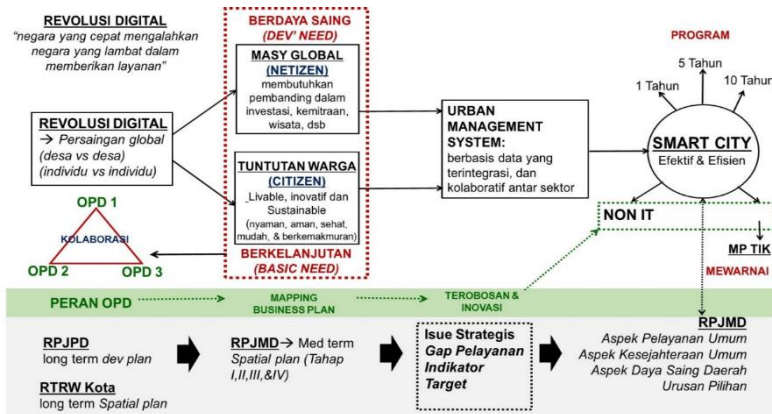 REVOLUSI DIGITAL
“negara yang cepat mengalahkan
negara yang lambat dalam
memberikan layanan”
REVOLUSI DIGITAL
→ Persaingan global
(desa vs desa)
(individu vs individu)
OPD 1
KOLABORASI
OPD 2
OPD 3
BERDAYA SAING
(DEV’ NEED)
MASY GLOBAL
(NETIZEN)
membutuhkan
pembanding dalam
investasi, kemitraan,
wisata, dsb
TUNTUTAN WARGA
(CITIZEN)
Livable, inovatif dan
Sustainable
(nyaman, aman, sehat,
mudah, & berkemakmuran)
BERKELANJUTAN
(BASIC NEED)
URBAN
MANAGEMENT
SYSTEM:
berbasis data yang
terintegrasi, dan
kolaboratif antar sektor
PROGRAM
1 Tahun
5 Tahun
10 Tahun
SMART CITY
Efektif & Efisien
NON IT
MP TIK
MEWARNAI
PERAN OPD
MAPPING
BUSINESS PLAN
TEROBOSAN &
INOVASI
RPJPD
long term dev plan
RTRW Kota
long term Spatial plan
RPJMD → Med term
Spatial plan (Tahap
I,II,III,&IV)
Isue Strategis
Gap Pelayanan
Indikator
Target
RPJMD
Aspek Pelayanan Umum
Aspek Kesejahteraan Umum
Aspek Daya Saing Daerah
Urusan Pilihan